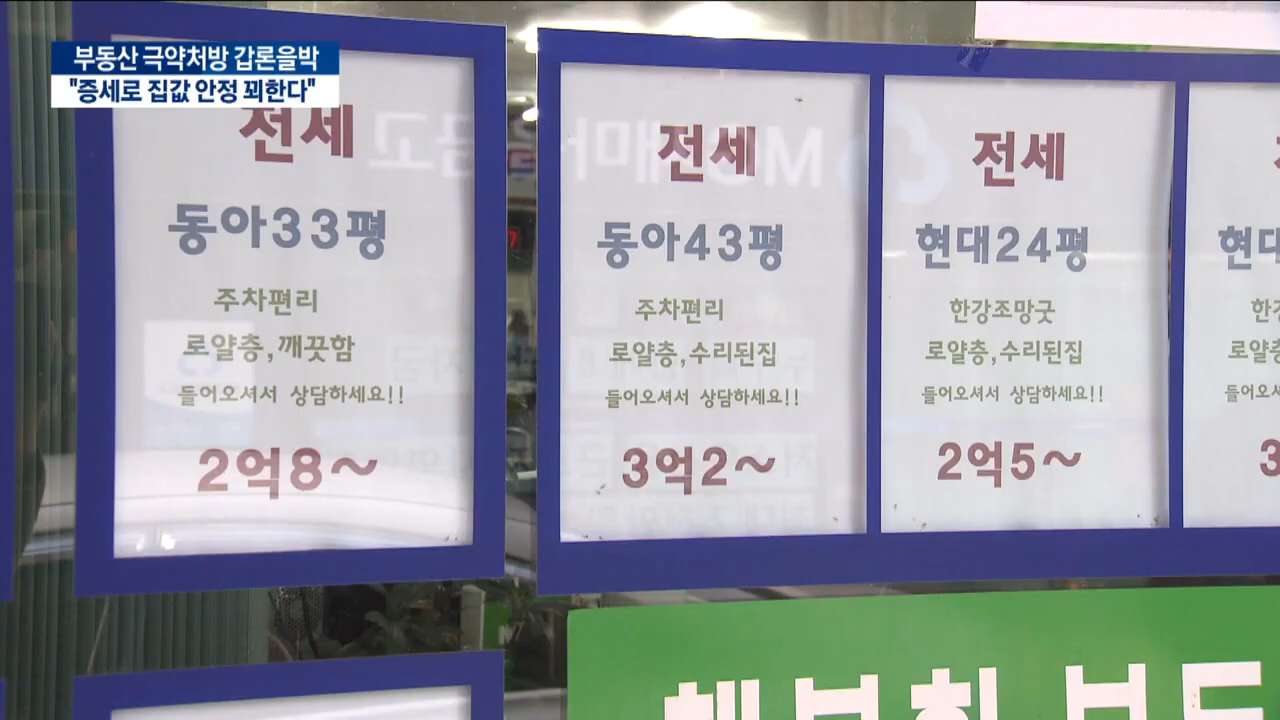 부동산 극약처방 갑론을박
"증세로 집값 안정 꾀한다"
전세
동아33평
주차편리
로얄층,깨끗함
들어오셔서 상담하세요!!
2억8~
전세
동아43평
주차편리
로얄층,수리된집
들어오셔서 상담하세요!!
3억2~
전세
현대24평
한강조망굿
로얄층,수리된집
들어오셔서 상담하세요!!
2억5~
현대
3